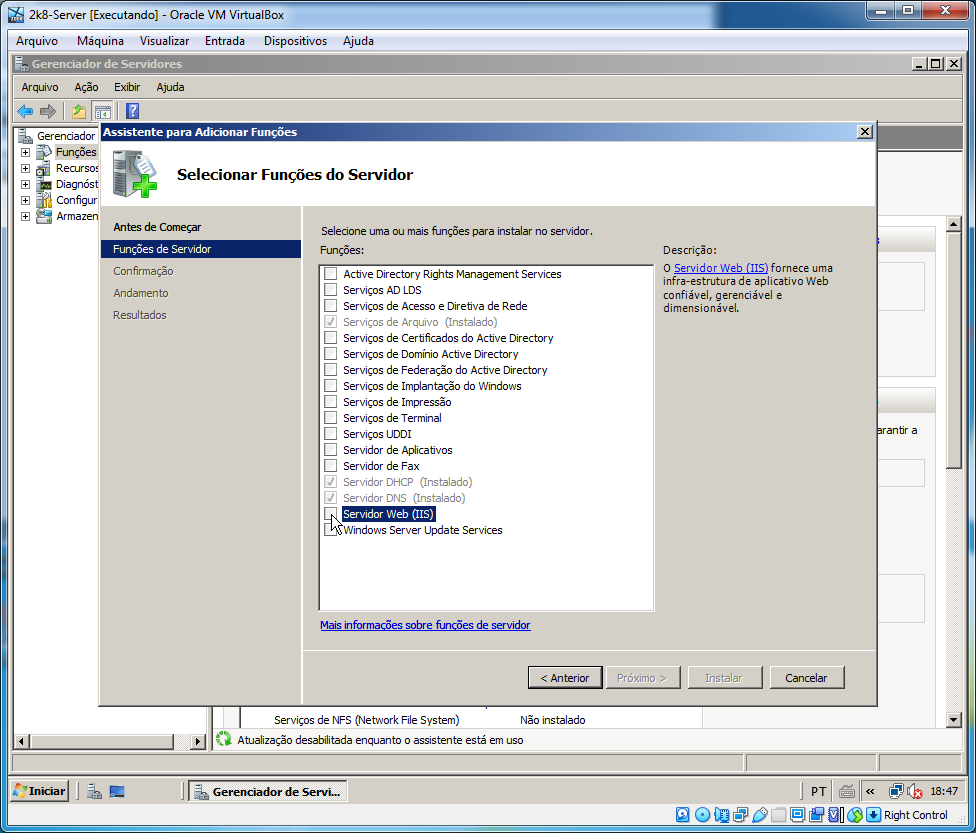 2k8-Server [Executando] - Oracle VM VirtualBox
Arquivo Máquina Visualizar Entrada Dispositivos Ajuda
Gerenciador de Servidores
Arquivo Ação Exibir Ajuda
Gerenciador
Funções
Recursos
Diagnóst
Configur
Armazen
Assistente para Adicionar Funções
Selecionar Funções do Servidor
Antes de Começar
Funções de Servidor
Confirmação
Andamento
Resultados
Selecione uma ou mais funções para instalar no servidor.
Funções:
Active Directory Rights Management Services
Serviços AD LDS
Serviços de Acesso e Diretiva de Rede
Serviços de Arquivo (Instalado)
Serviços de Certificados do Active Directory
Serviços de Domínio Active Directory
Serviços de Federação do Active Directory
Serviços de Implantação do Windows
Serviços de Impressão
Serviços de Terminal
Serviços UDDI
Servidor de Aplicativos
Servidor de Fax
Servidor DHCP (Instalado)
Servidor DNS (Instalado)
Servidor Web (IIS)
Windows Server Update Services
Descrição:
O Servidor Web (IIS) fornece uma
infra-estrutura de aplicativo Web
confiável, gerenciável e
dimensionável.
arantir a
Mais informações sobre funções de servidor
< Anterior Próximo > Instalar Cancelar
Serviços de NFS (Network File System) Não instalado
Atualização desabilitada enquanto o assistente está em uso
Iniciar Gerenciador de Servi... PT « 18:47
Right Control